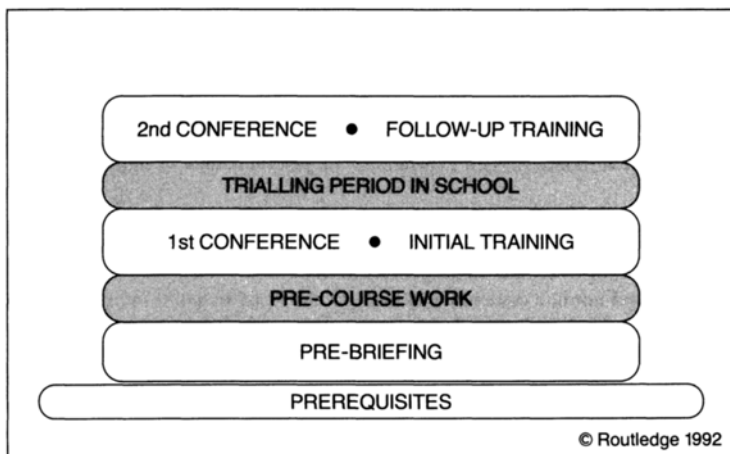 2nd CONFERENCE ● FOLLOW-UP TRAINING
TRIALLING PERIOD IN SCHOOL
1st CONFERENCE ● INITIAL TRAINING
PRE-COURSE WORK
PRE-BRIEFING
PREREQUISITES
© Routledge 1992